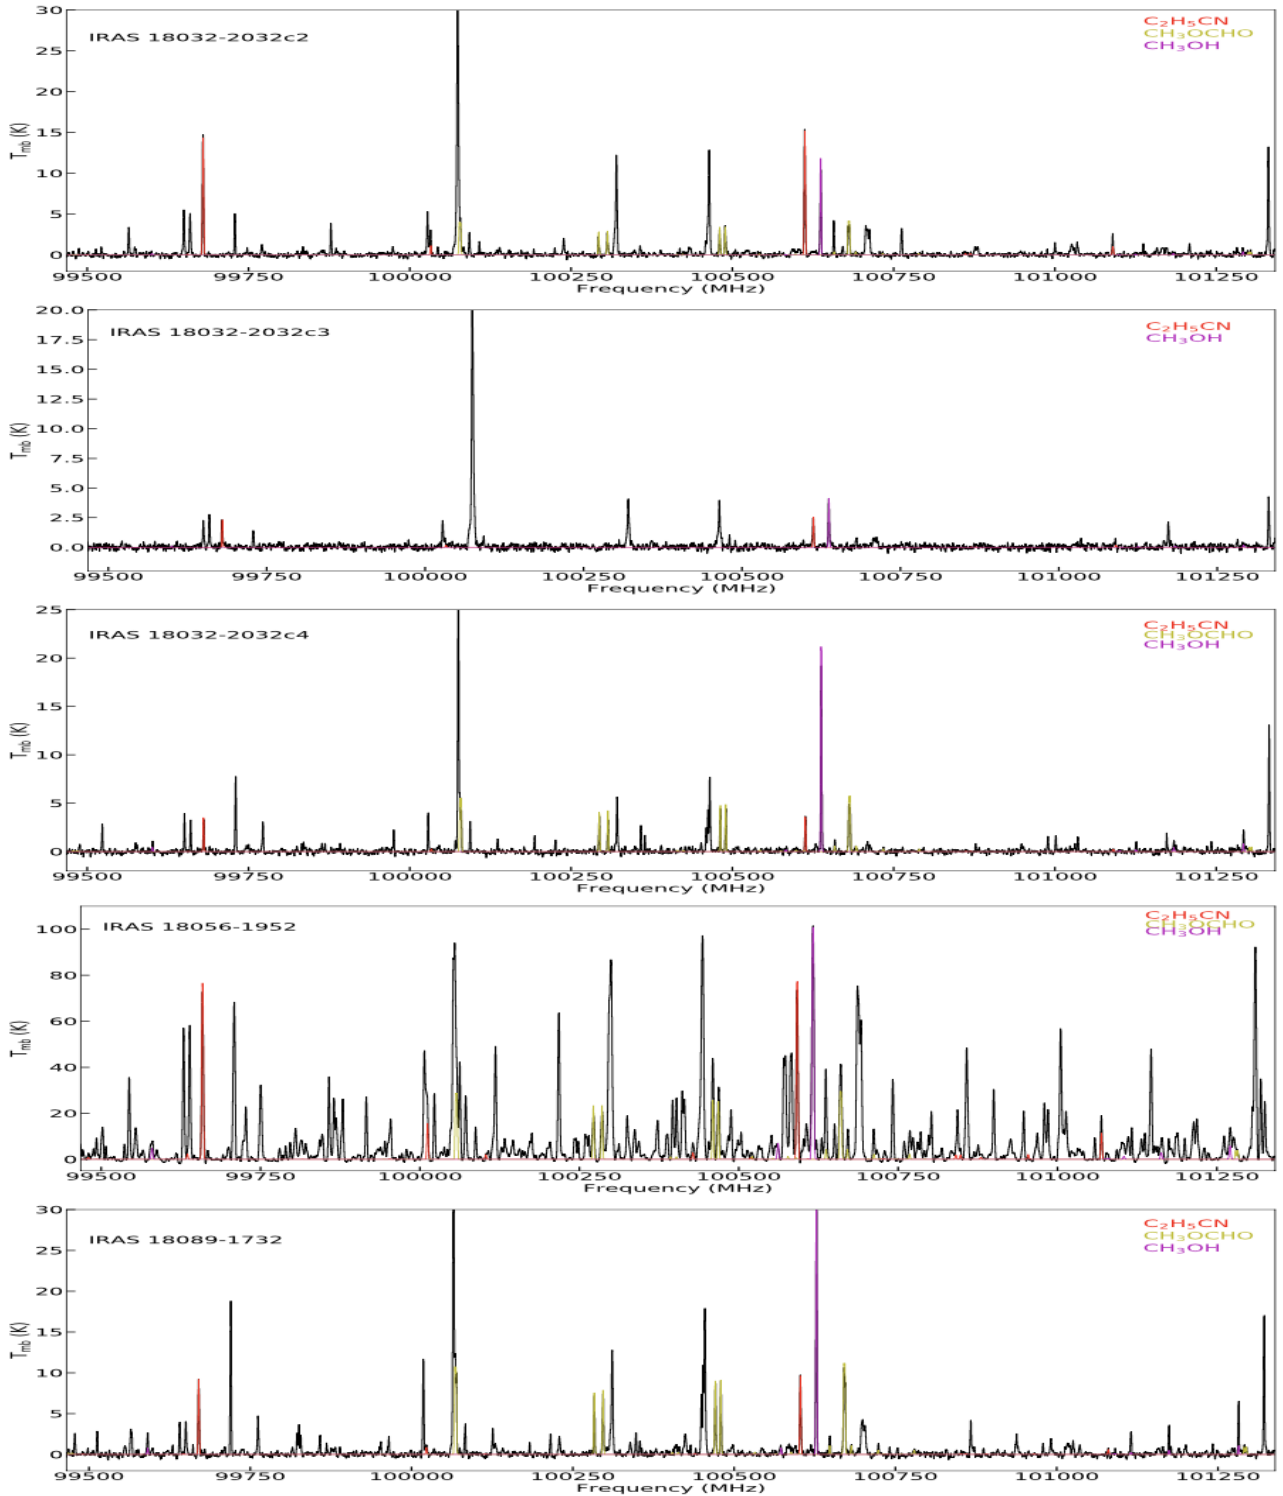 30
IRAS 18032-2032c2
C₂H₅CN
CH₃OCHO
CH₃OH
25
20
15
10
5
0
T_mb (K)
99500 99750 100000 100250 100500 100750 101000 101250
Frequency (MHz)
20.0
IRAS 18032-2032c3
C₂H₅CN
CH₃OH
17.5
15.0
12.5
10.0
7.5
5.0
2.5
0.0
T_mb (K)
99500 99750 100000 100250 100500 100750 101000 101250
Frequency (MHz)
25
IRAS 18032-2032c4
C₂H₅CN
CH₃OCHO
CH₃OH
20
15
10
5
0
T_mb (K)
99500 99750 100000 100250 100500 100750 101000 101250
Frequency (MHz)
IRAS 18056-1952
C₂H₅CN
CH₃OCHO
CH₃OH
100
80
60
40
20
0
T_mb (K)
99500 99750 100000 100250 100500 100750 101000 101250
Frequency (MHz)
30
IRAS 18089-1732
C₂H₅CN
CH₃OCHO
CH₃OH
25
20
15
10
5
0
T_mb (K)
99500 99750 100000 100250 100500 100750 101000 101250
Frequency (MHz)